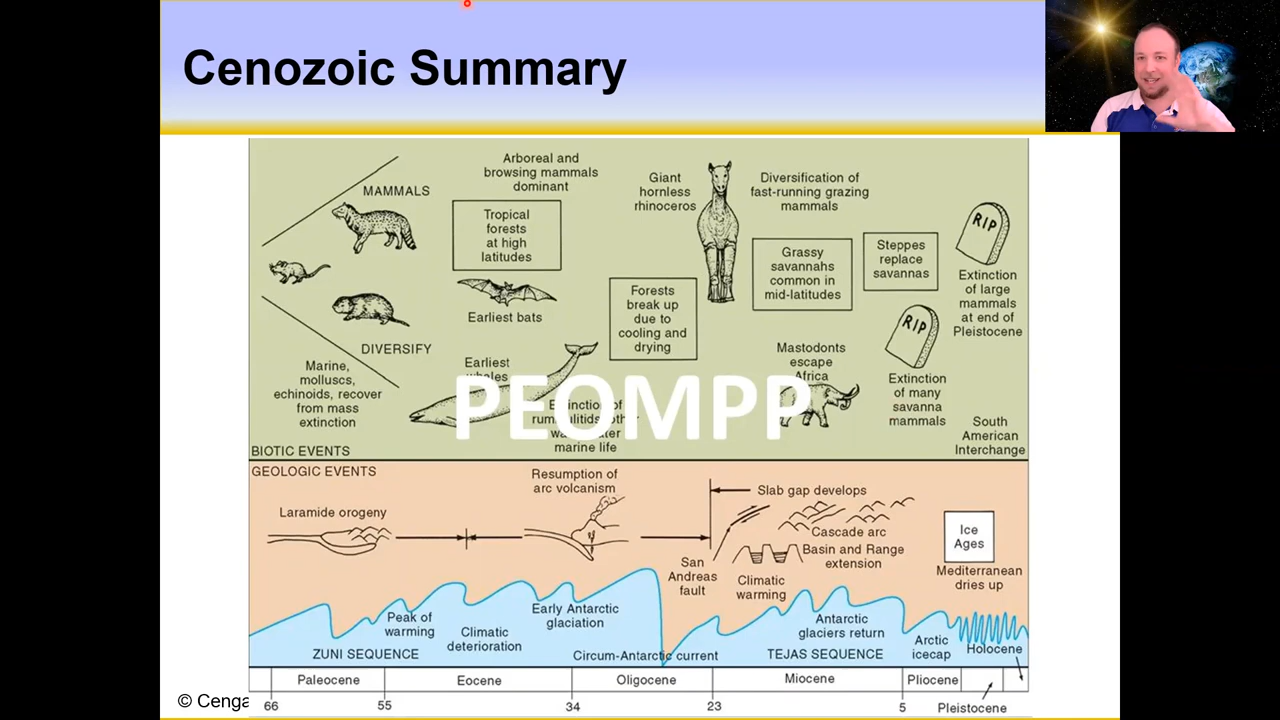 Cenozoic Summary
MAMMALS
DIVERSIFY
Marine,
molluscs,
echinoids, recover
from mass
extinction
Arboreal and
browsing mammals
dominant
Tropical
forests
at high
latitudes
Earliest bats
Earliest
PEOMPP
marine life
Forests
break up
due to
cooling and
drying
Giant
hornless
rhinoceros
Diversification of
fast-running grazing
mammals
Grassy
savannahs
common in
mid-latitudes
Steppes
replace
savannas
Mastodonts
escape
Africa
RIP
Extinction
of many
savanna
mammals
RIP
Extinction
of large
mammals
at end of
Pleistocene
South
American
Interchange
BIOTIC EVENTS
GEOLOGIC EVENTS
Laramide orogeny
Resumption of
arc volcanism
Slab gap develops
San
Andreas
fault
Cascade arc
Basin and Range
extension
Climatic
warming
Ice
Ages
Mediterranean
dries up
Peak of
warming
Climatic
deterioration
Early Antarctic
glaciation
Circum-Antarctic current
Antarctic
glaciers return
Arctic
icecap
Holocene
ZUNI SEQUENCE
TEJAS SEQUENCE
Paleocene
Eocene
Oligocene
Miocene
Pliocene
Pleistocene
66
55
34
23
5
© Cenga